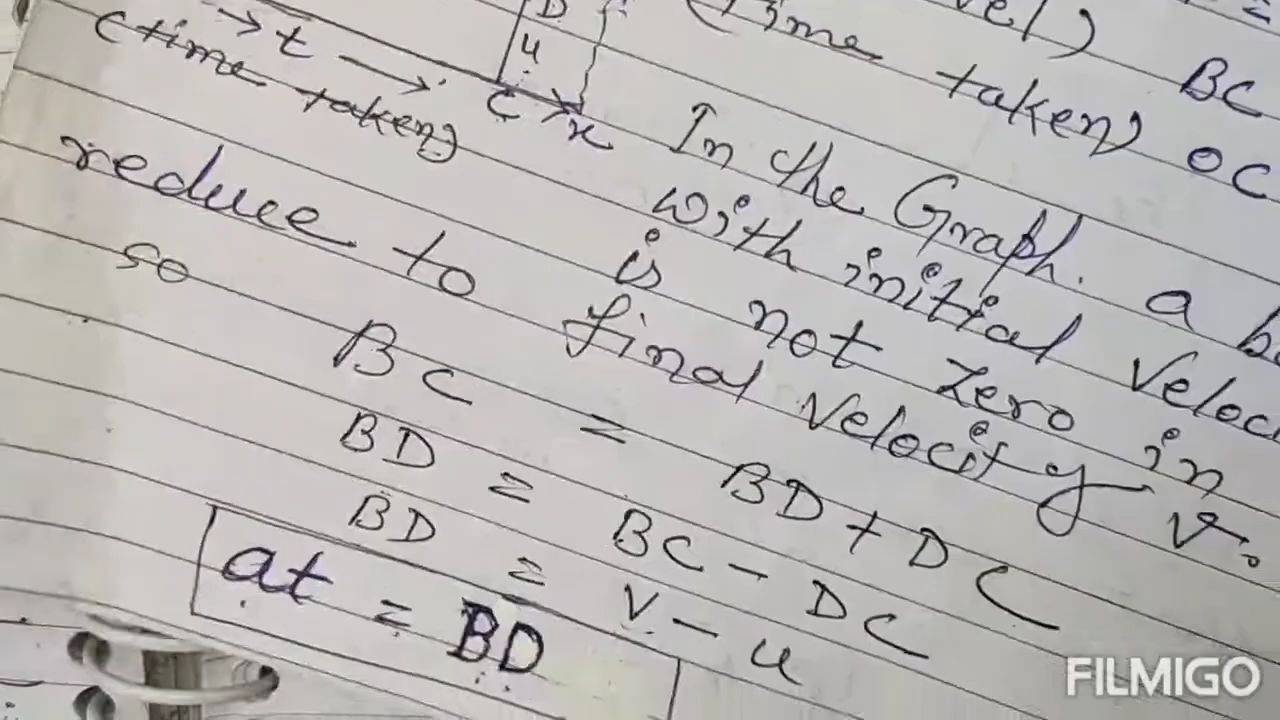 D
vel)
→ t → u (time BC
(time taken) c → x taken) OC
In the Graph. a
with initial Veloc
is not zero in
reduce to final Velocity v.
so
BC = BD + DC
BD = BC - DC
BD = v - u
at = BD
FILMIGO